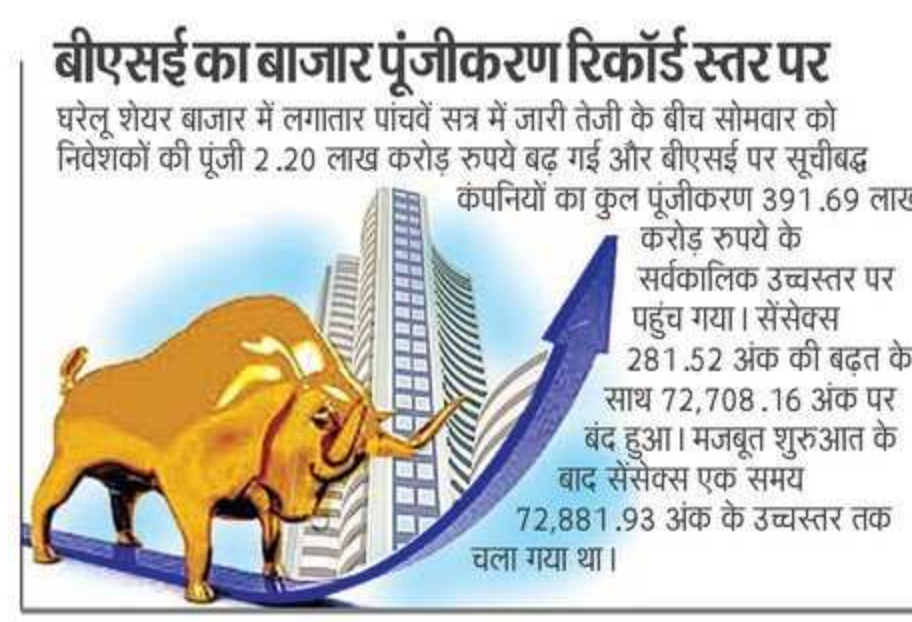 बीएसई का बाजार पूंजीकरण रिकॉर्ड स्तर पर
घरेलू शेयर बाजार में लगातार पांचवें सत्र में जारी तेजी के बीच सोमवार को
निवेशकों की पूंजी 2.20 लाख करोड़ रुपये बढ़ गई और बीएसई पर सूचीबद्ध
कंपनियों का कुल पूंजीकरण 391.69 लाख
करोड़ रुपये के
सर्वकालिक उच्चस्तर पर
पहुंच गया। सेंसेक्स
281.52 अंक की बढ़त के
साथ 72,708.16 अंक पर
बंद हुआ। मजबूत शुरुआत के
बाद सेंसेक्स एक समय
72,881.93 अंक के उच्चस्तर तक
चला गया था।